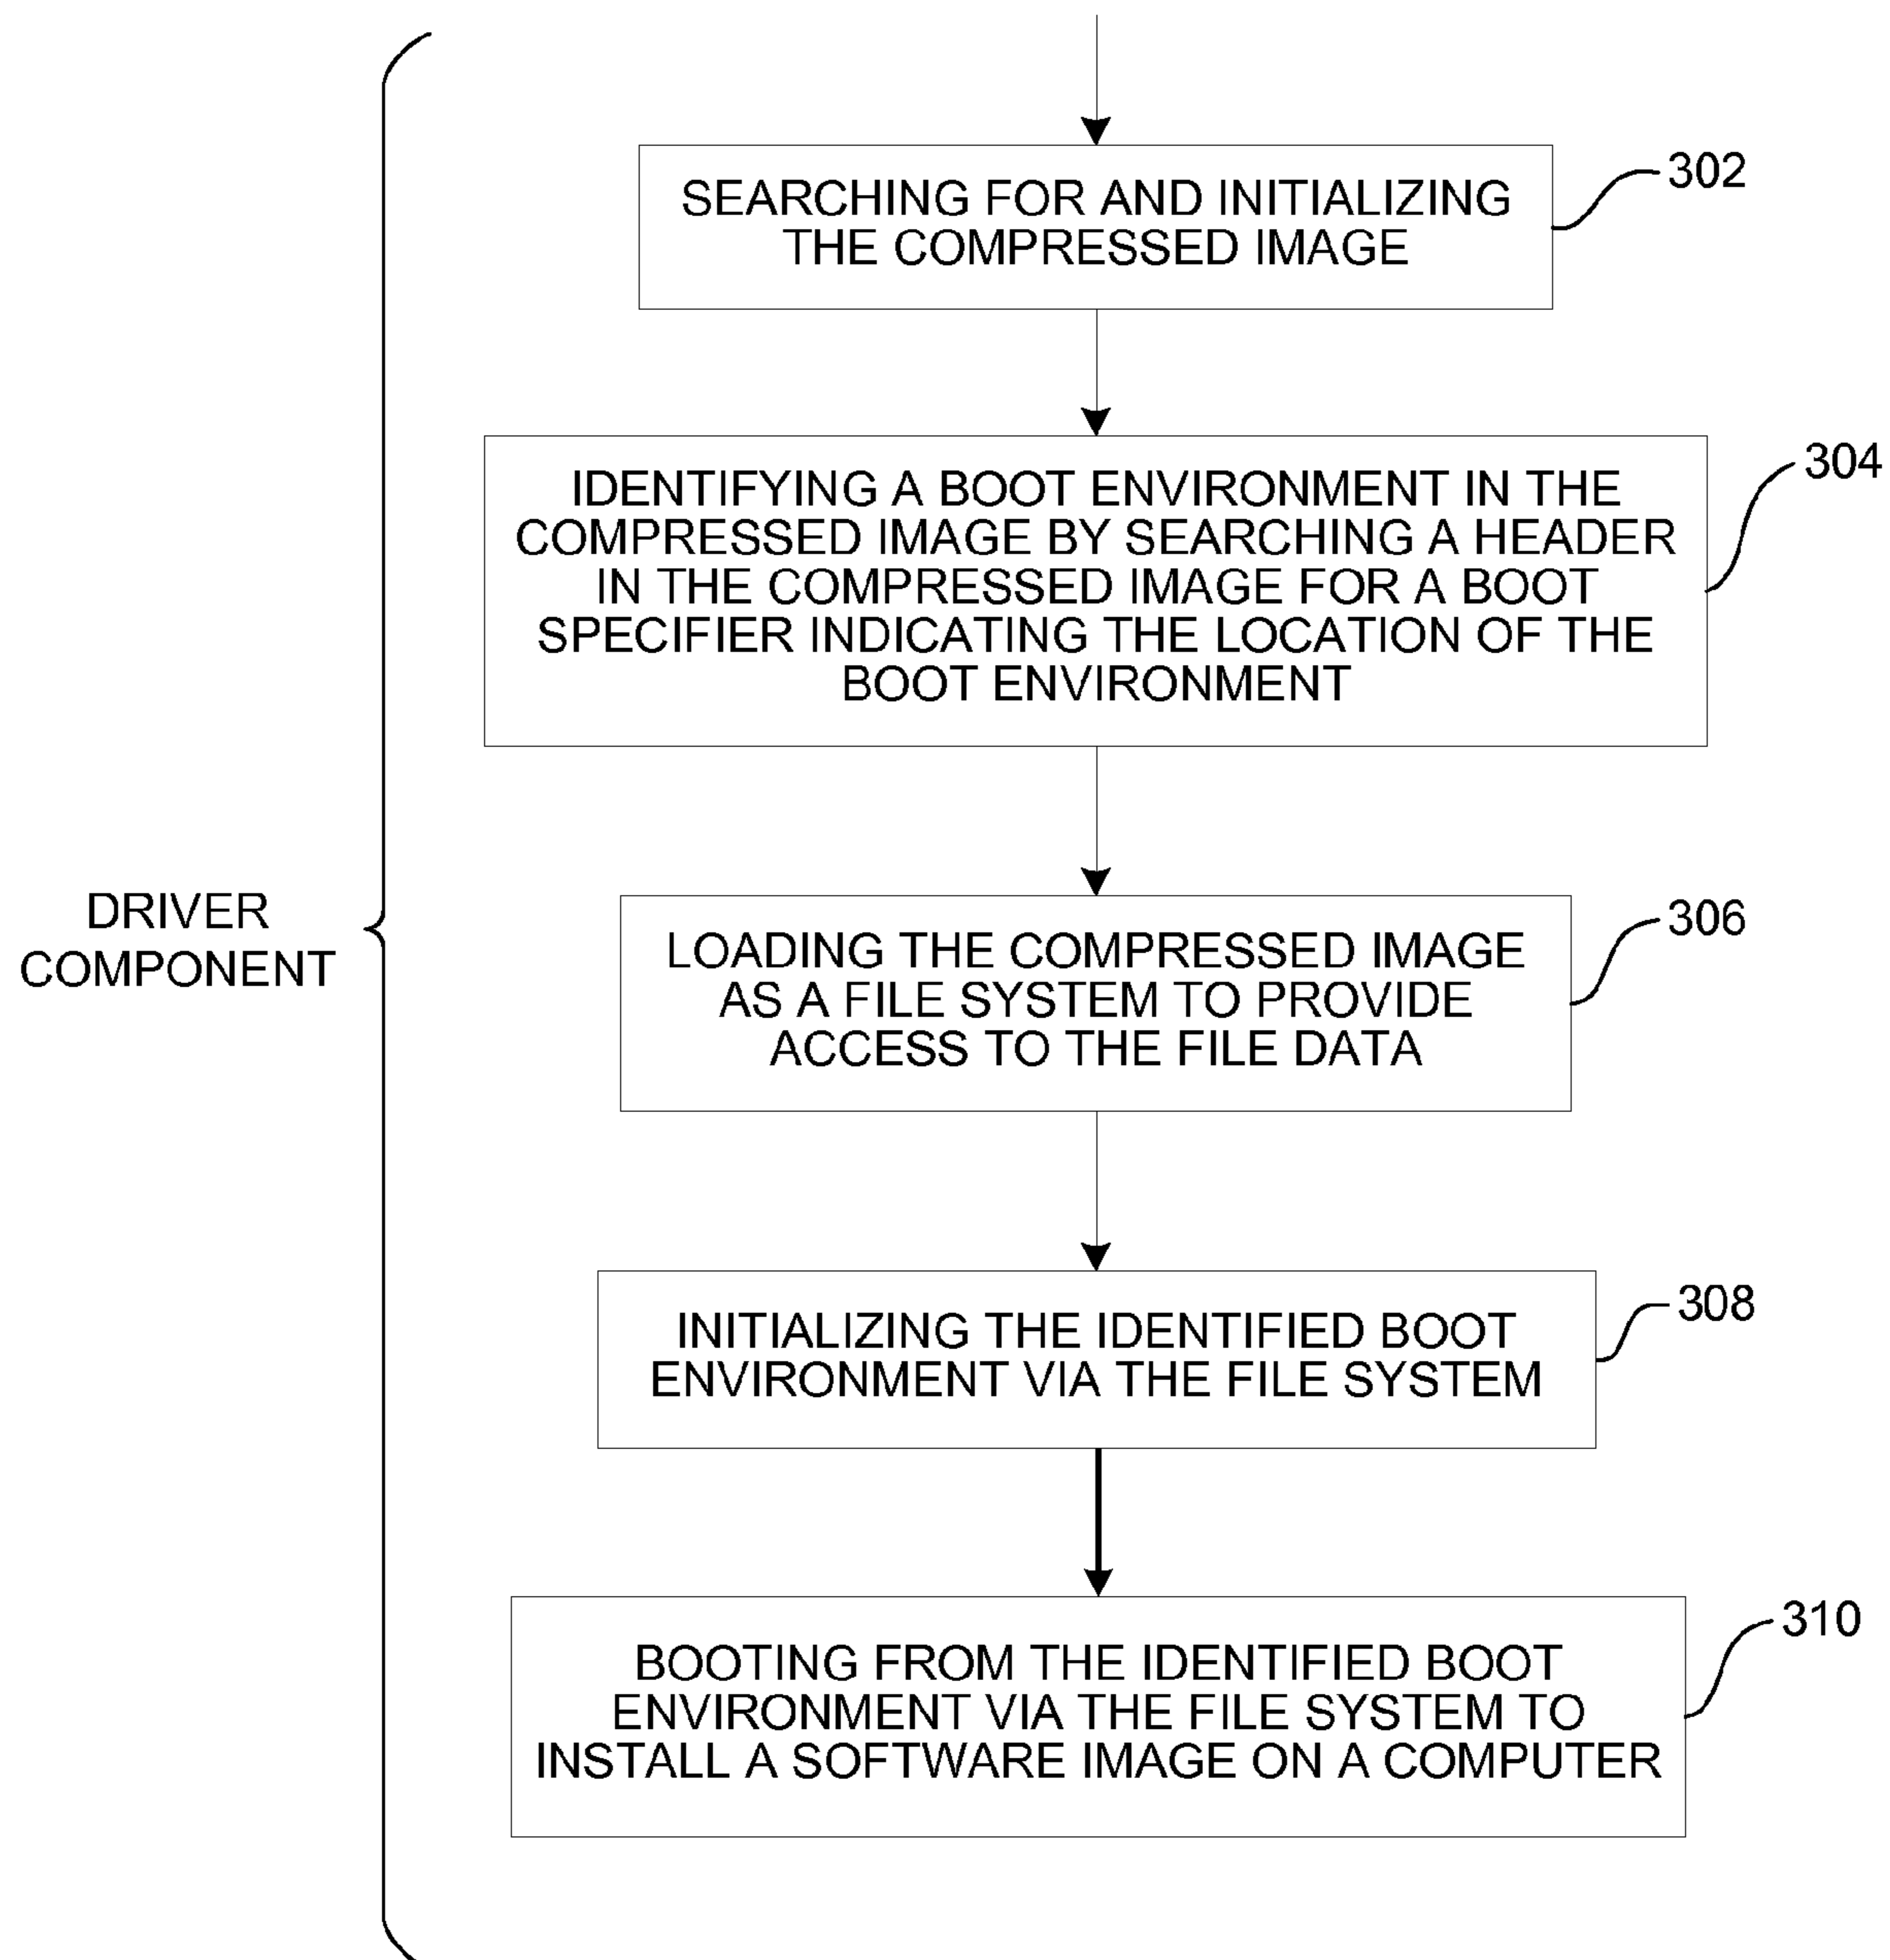 SEARCHING FOR AND INITIALIZING
THE COMPRESSED IMAGE
302
IDENTIFYING A BOOT ENVIRONMENT IN THE
COMPRESSED IMAGE BY SEARCHING A HEADER
IN THE COMPRESSED IMAGE FOR A BOOT
SPECIFIER INDICATING THE LOCATION OF THE
BOOT ENVIRONMENT
304
DRIVER
COMPONENT
LOADING THE COMPRESSED IMAGE
AS A FILE SYSTEM TO PROVIDE
ACCESS TO THE FILE DATA
306
INITIALIZING THE IDENTIFIED BOOT
ENVIRONMENT VIA THE FILE SYSTEM
308
BOOTING FROM THE IDENTIFIED BOOT
ENVIRONMENT VIA THE FILE SYSTEM TO
INSTALL A SOFTWARE IMAGE ON A COMPUTER
310